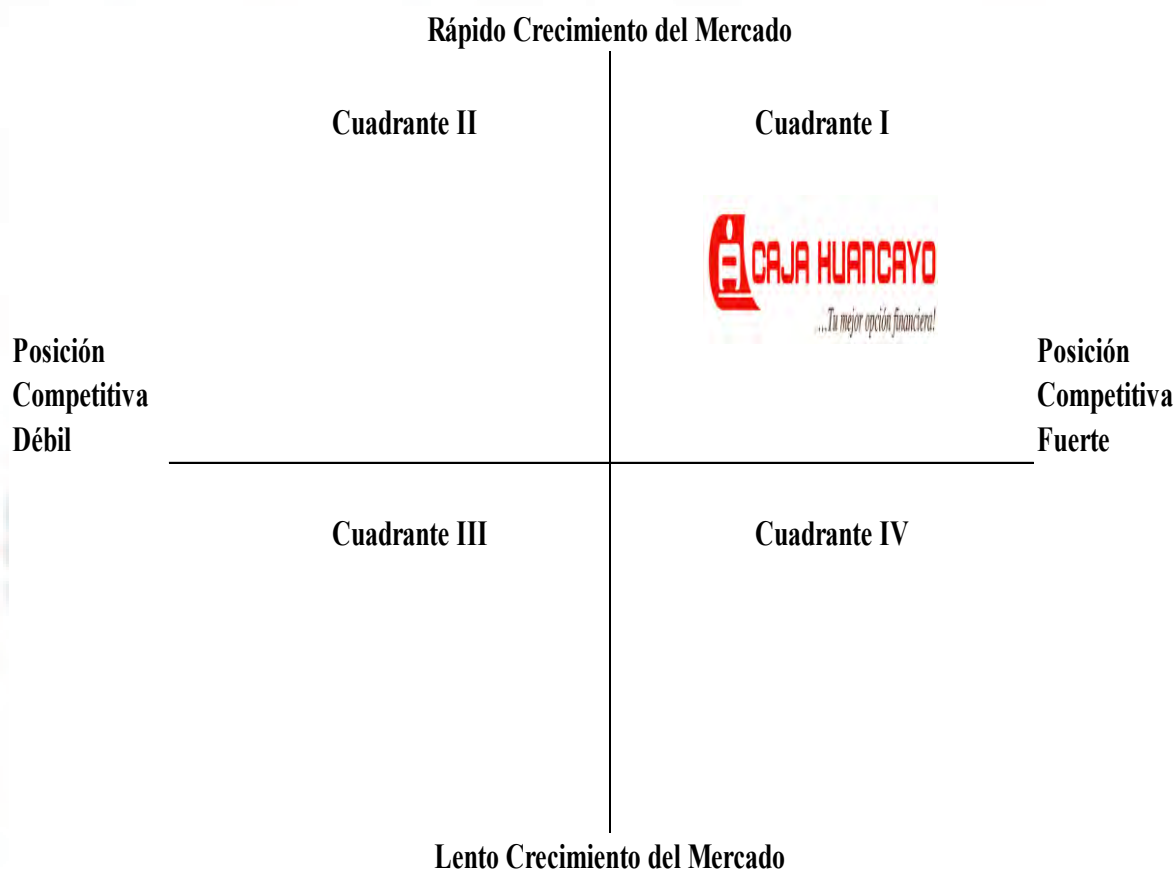 Rápido Crecimiento del Mercado
Cuadrante II
Cuadrante I
CAJA HUANCAYO
....Tu mejor opción financiera!
Posición
Competitiva
Débil
Posición
Competitiva
Fuerte
Cuadrante III
Cuadrante IV
Lento Crecimiento del Mercado